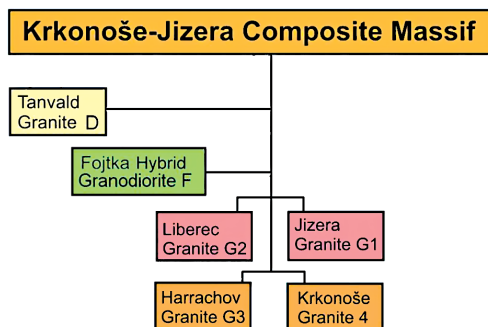 Krkonoše-Jizera Composite Massif
Tanvald
Granite D
Fojtka Hybrid
Granodiorite F
Liberec
Granite G2
Jizera
Granite G1
Harrachov
Granite G3
Krkonoše
Granite 4